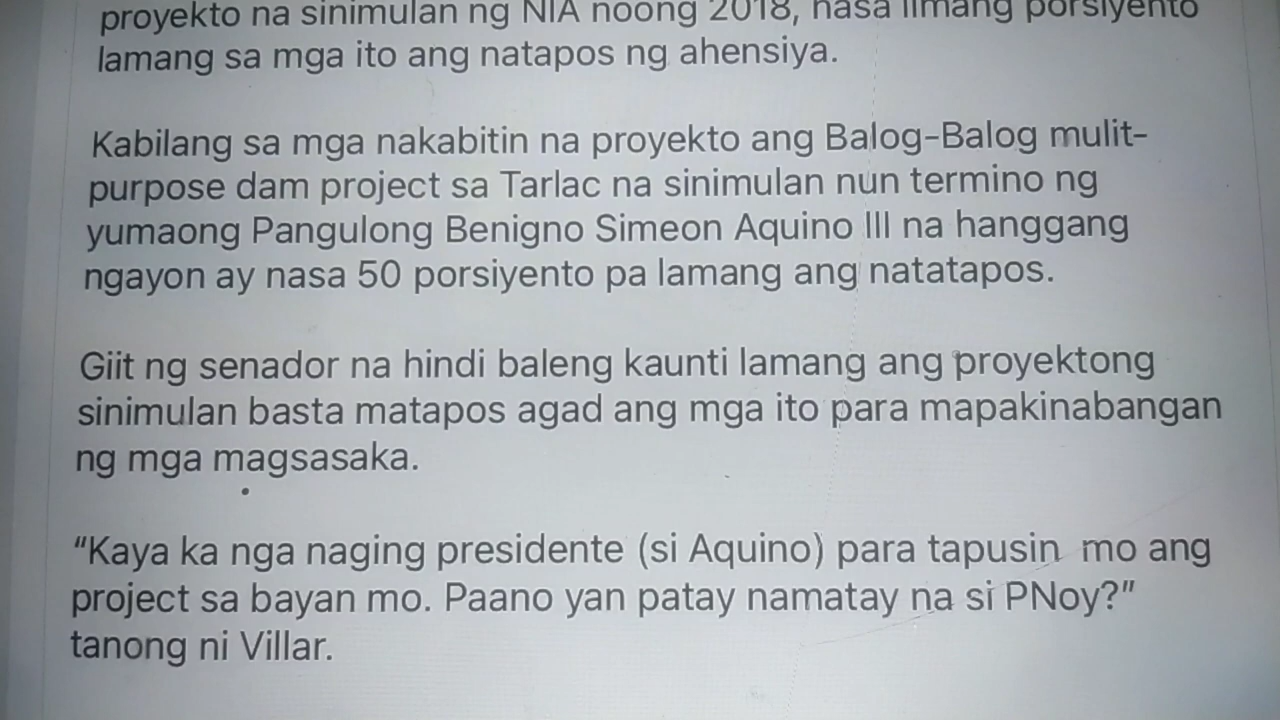 proyekto na sinimulan ng NIA noong 2018, nasa limang porsiyento
lamang sa mga ito ang natapos ng ahensiya.
Kabilang sa mga nakabitin na proyekto ang Balog-Balog mulit-
purpose dam project sa Tarlac na sinimulan nun termino ng
yumaong Pangulong Benigno Simeon Aquino III na hanggang
ngayon ay nasa 50 porsiyento pa lamang ang natatapos.
Giit ng senador na hindi baleng kaunti lamang ang proyektong
sinimulan basta matapos agad ang mga ito para mapakinabangan
ng mga magsasaka.
“Kaya ka nga naging presidente (si Aquino) para tapusin mo ang
project sa bayan mo. Paano yan patay namatay na si PNoy?”
tanong ni Villar.